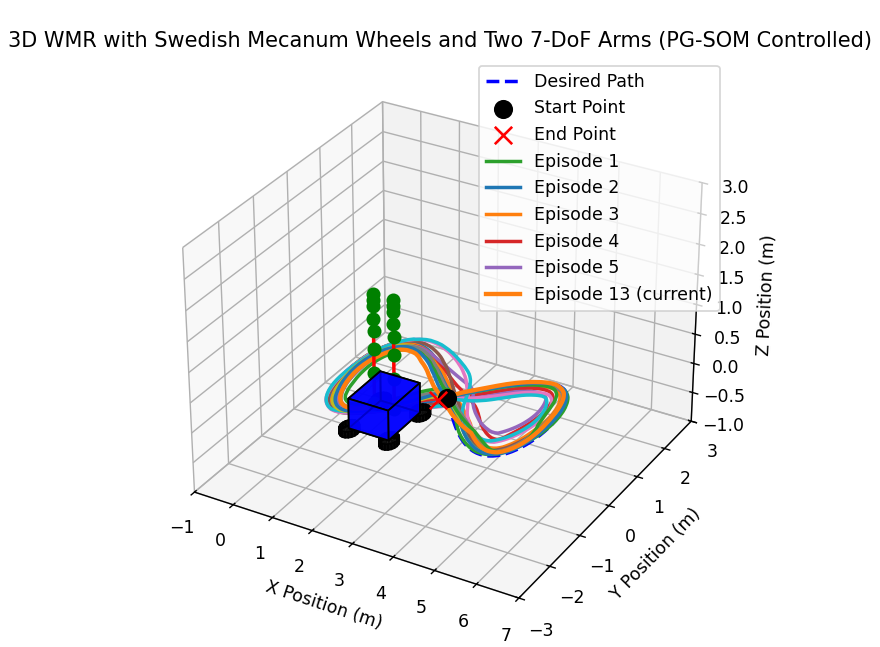 3D WMR with Swedish Mecanum Wheels and Two 7-DoF Arms (PG-SOM Controlled)
Desired Path
Start Point
End Point
Episode 1
Episode 2
Episode 3
Episode 4
Episode 5
Episode 13 (current)
3.0
2.5
2.0
1.5
1.0
0.5
0.0
−0.5
−1.0
Z Position (m)
3
2
1
0
−1
−2
−3
Y Position (m)
−1
0
1
2
3
4
5
6
7
X Position (m)